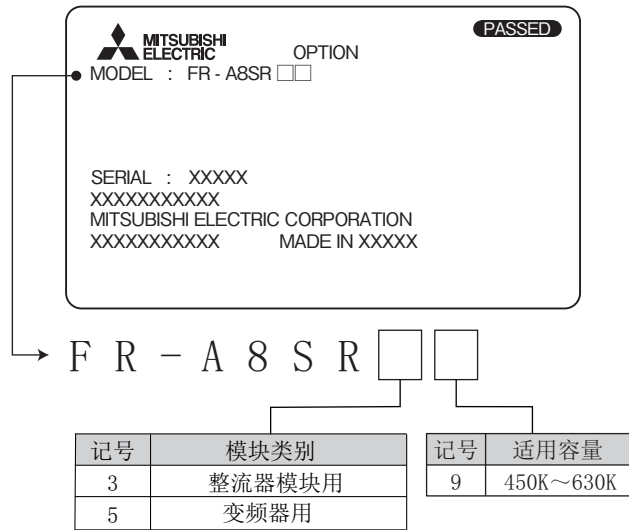 PASSED
MITSUBISHI
ELECTRIC
OPTION
MODEL : FR - A8SR □□
SERIAL : XXXXX
XXXXXXXXXXX
MITSUBISHI ELECTRIC CORPORATION
XXXXXXXXXXX MADE IN XXXXX
FR-A8SR□□
记号 模块类别
3 整流器模块用
5 变频器用
记号 适用容量
9 450K～630K